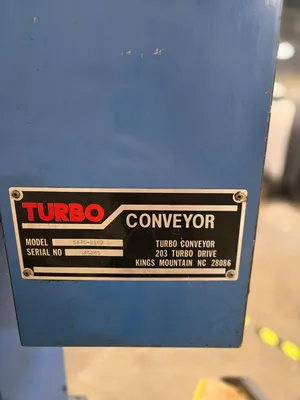 TURBO CONVEYOR
MODEL
SERIAL NO
TURBO CONVEYOR
203 TURBO DRIVE
KINGS MOUNTAIN NC 28086